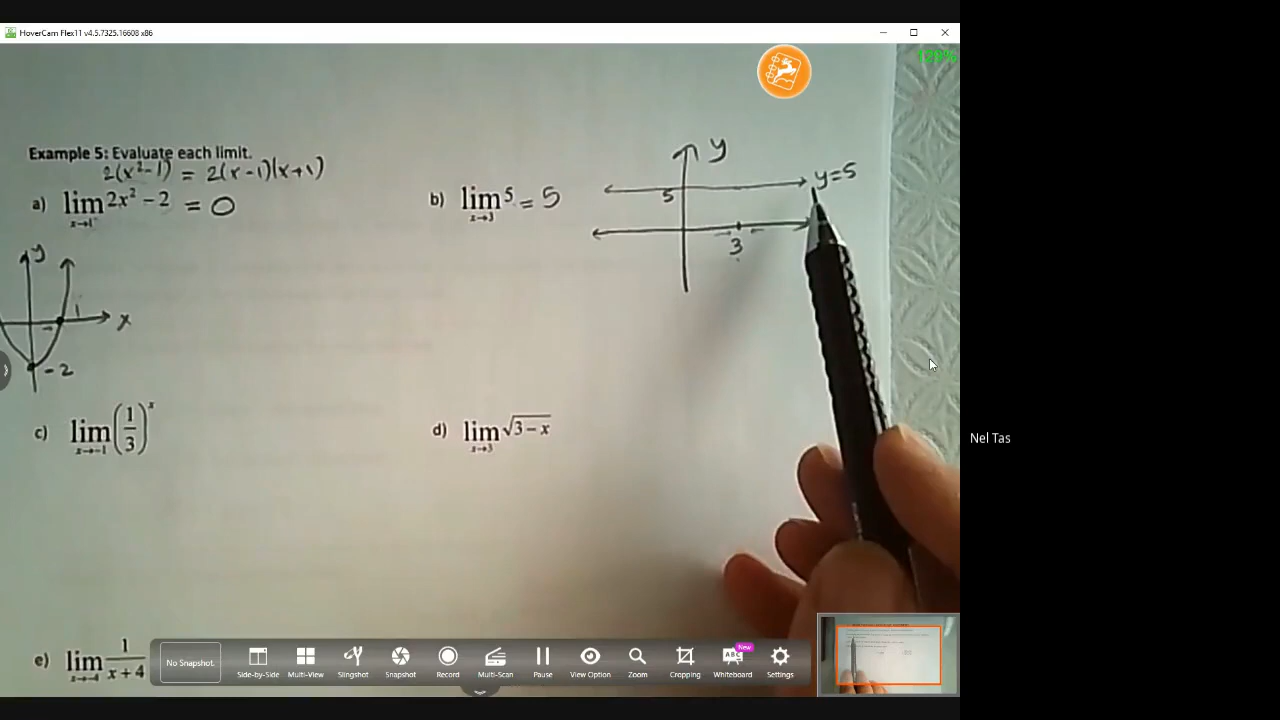 HoverCam Flex11 v4.5.7325.16608 x86
Example 5: Evaluate each limit.
2(x²-1) = 2(x-1)(x+1)
a) lim x→1⁻ 2x² − 2 = 0
b) lim x→3 5 = 5
y
y=5
5
3
y
1
x
-2
c) lim x→−1 (1/3)ˣ
d) lim x→3 √3 − x
e) lim x→−4 1/x + 4
Nel Tas
No Snapshot.
Side-by-Side
Multi-View
Slingshot
Snapshot
Record
Multi-Scan
Pause
View Option
Zoom
Cropping
ABC
New
Whiteboard
Settings